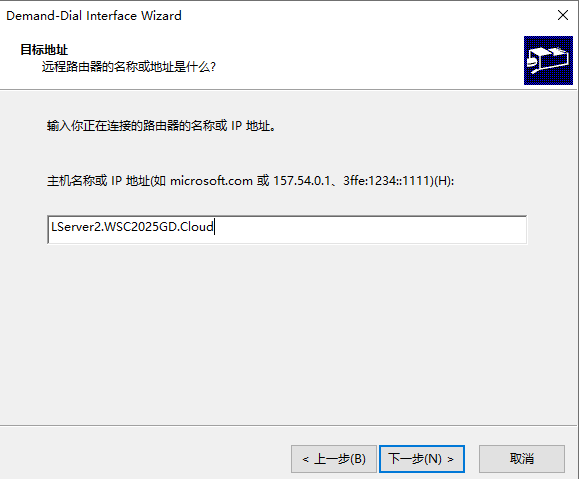 Demand-Dial Interface Wizard
目标地址
远程路由器的名称或地址是什么?
输入你正在连接的路由器的名称或 IP 地址。
主机名称或 IP 地址(如 microsoft.com 或 157.54.0.1、3ffe:1234::1111)(H):
LServer2.WSC2025GD.Cloud
< 上一步(B) 下一步(N) > 取消